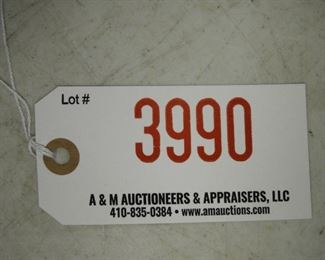 Lot #
3990
A & M AUCTIONEERS & APPRAISERS, LLC
410-835-0384 • www.amauctions.com